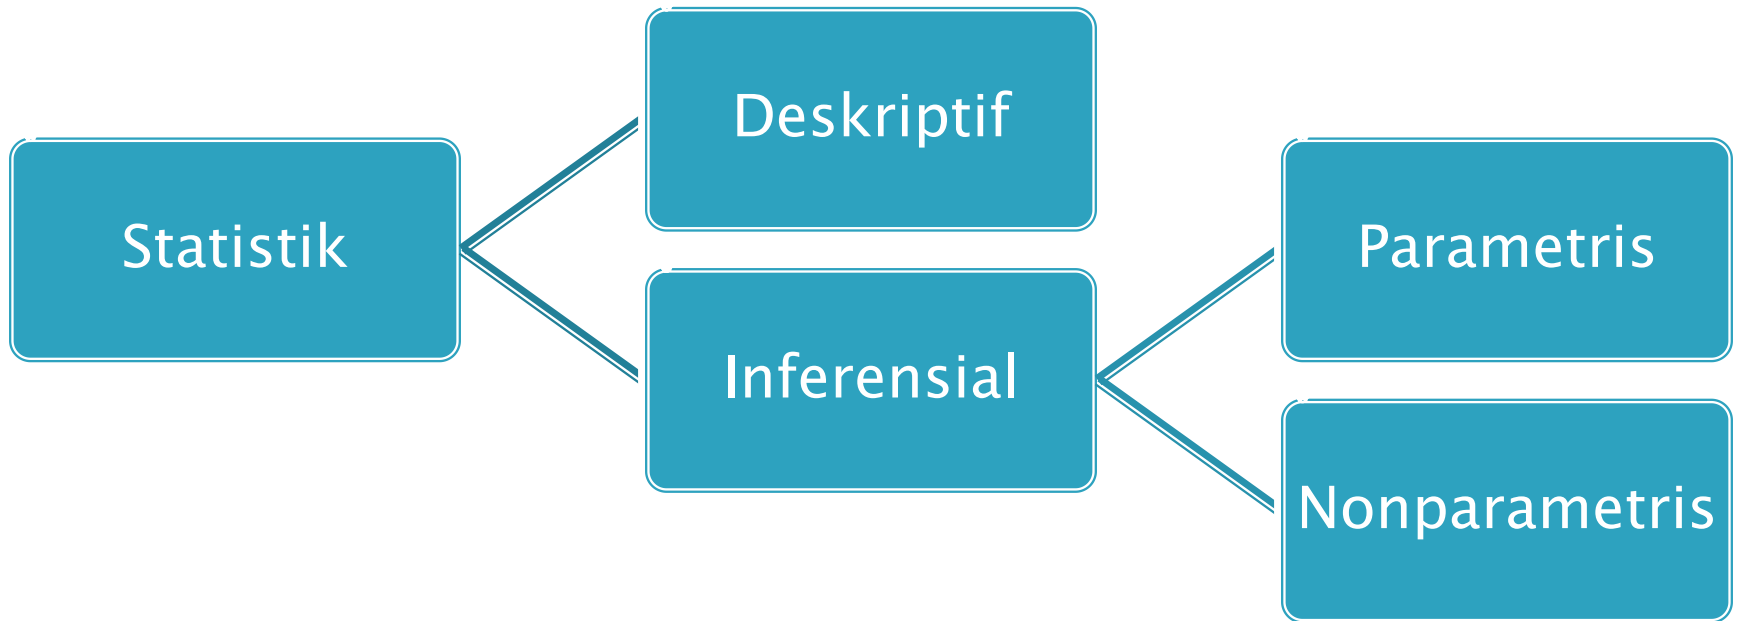 Statistik
Deskriptif
Inferensial
Parametris
Nonparametris